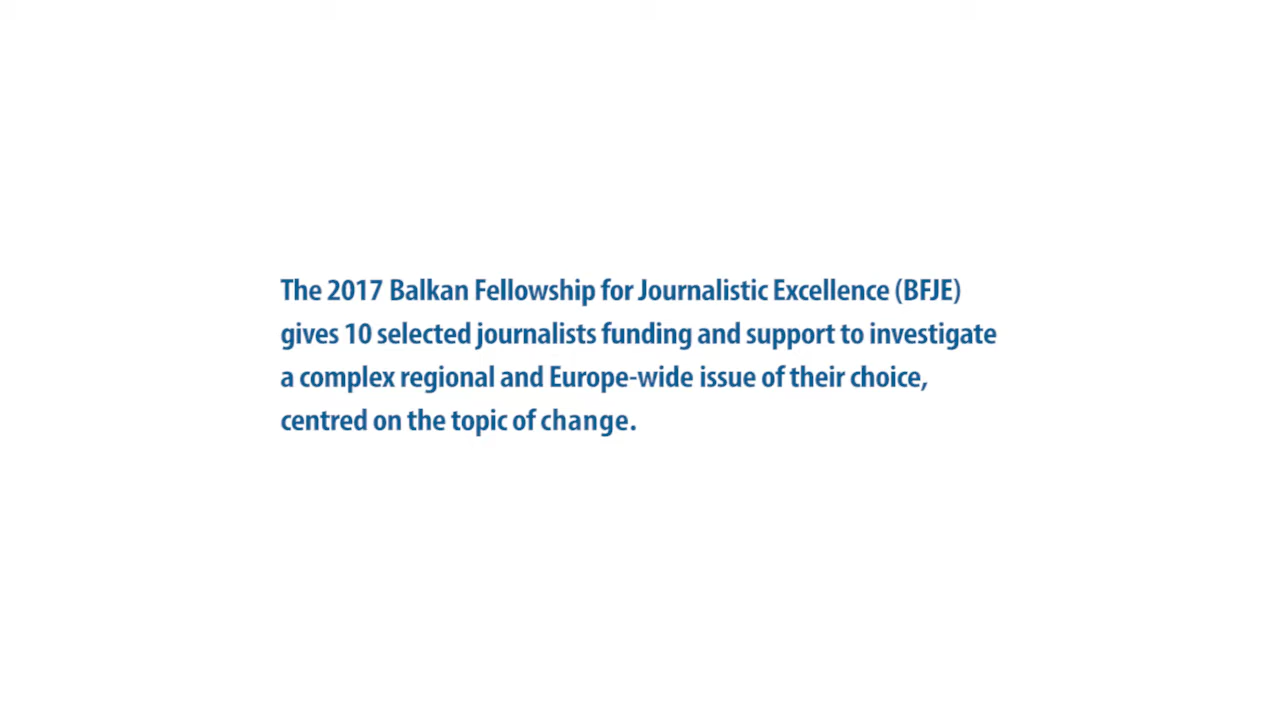 The 2017 Balkan Fellowship for Journalistic Excellence (BFJE)
gives 10 selected journalists funding and support to investigate
a complex regional and Europe-wide issue of their choice,
centred on the topic of change.